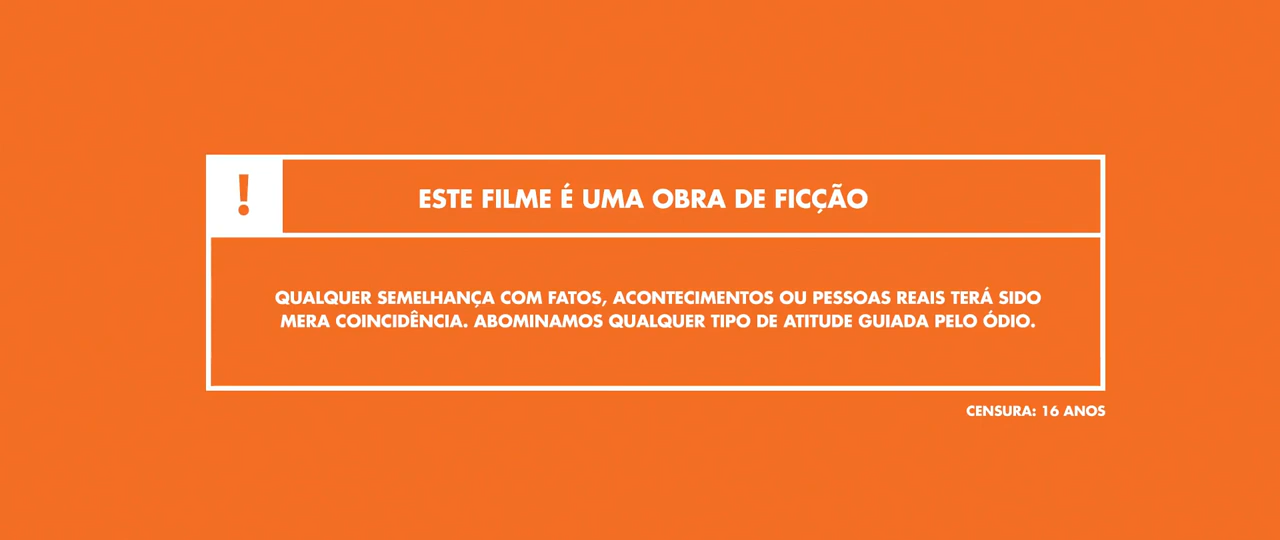 !
ESTE FILME É UMA OBRA DE FICÇÃO
QUALQUER SEMELHANÇA COM FATOS, ACONTECIMENTOS OU PESSOAS REAIS TERÁ SIDO
MERA COINCIDÊNCIA. ABOMINAMOS QUALQUER TIPO DE ATITUDE GUIADA PELO ÓDIO.
CENSURA: 16 ANOS